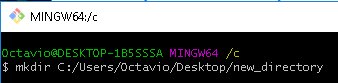 MINGW64:/c
Octavio@DESKTOP-1B5SSSA MINGW64 /c
$ mkdir C:/Users/Octavio/Desktop/new_directory